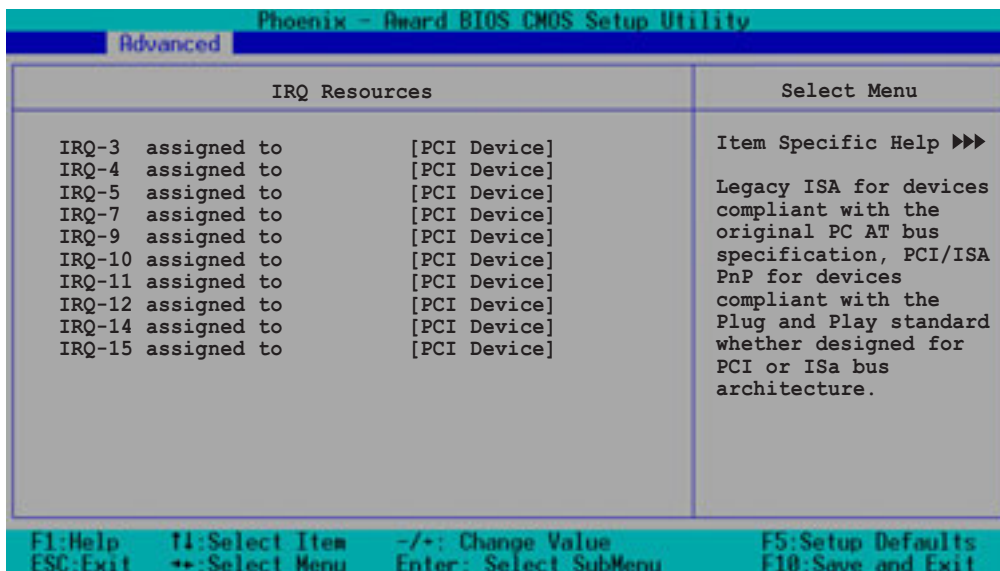 Phoenix - Award BIOS CMOS Setup Utility
Advanced
IRQ Resources
Select Menu
IRQ-3 assigned to [PCI Device]
IRQ-4 assigned to [PCI Device]
IRQ-5 assigned to [PCI Device]
IRQ-7 assigned to [PCI Device]
IRQ-9 assigned to [PCI Device]
IRQ-10 assigned to [PCI Device]
IRQ-11 assigned to [PCI Device]
IRQ-12 assigned to [PCI Device]
IRQ-14 assigned to [PCI Device]
IRQ-15 assigned to [PCI Device]
Item Specific Help ▶▶▶
Legacy ISA for devices
compliant with the
original PC AT bus
specification, PCI/ISA
PnP for devices
compliant with the
Plug and Play standard
whether designed for
PCI or ISa bus
architecture.
F1:Help ↑↓:Select Item -/+: Change Value F5:Setup Defaults
ESC:Exit ←→:Select Menu Enter: Select SubMenu F10:Save and Exit